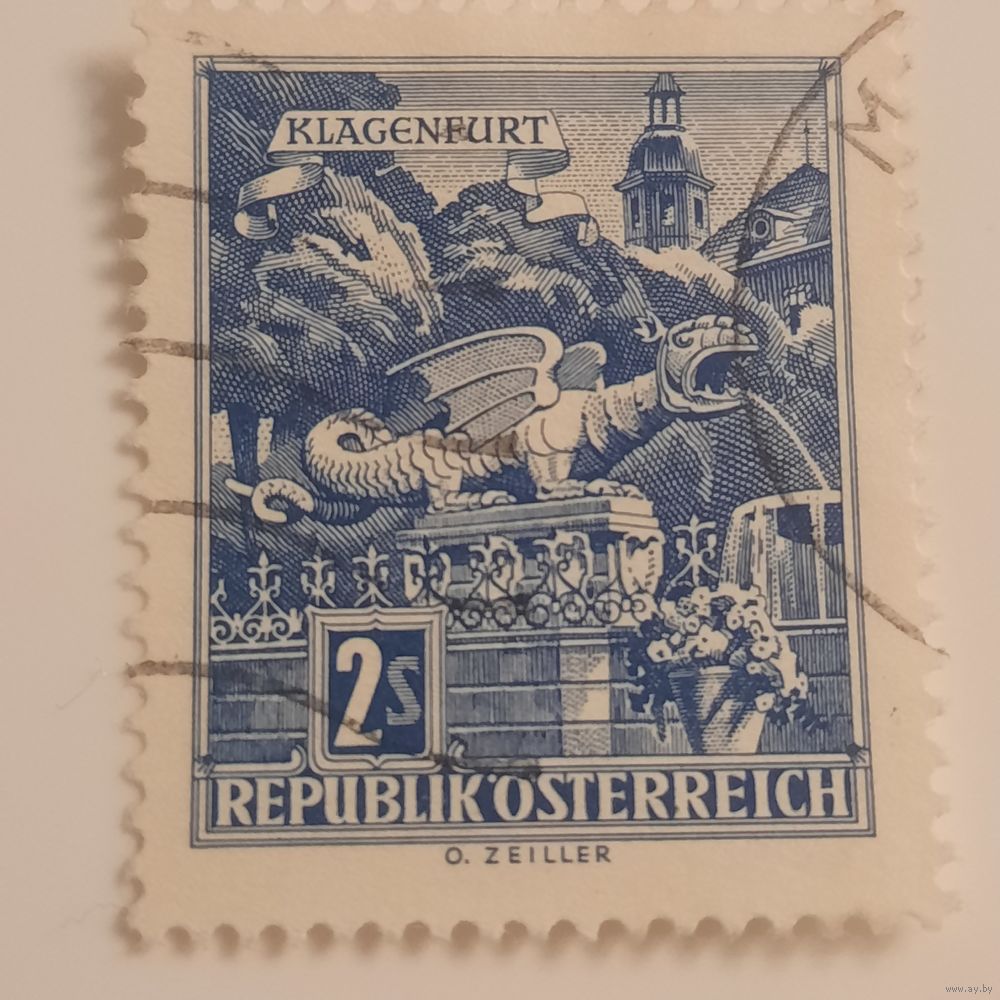 KLAGENFURT
M
2S
REPUBLIK ÖSTERREICH
O. ZEILLER
www.ay.by